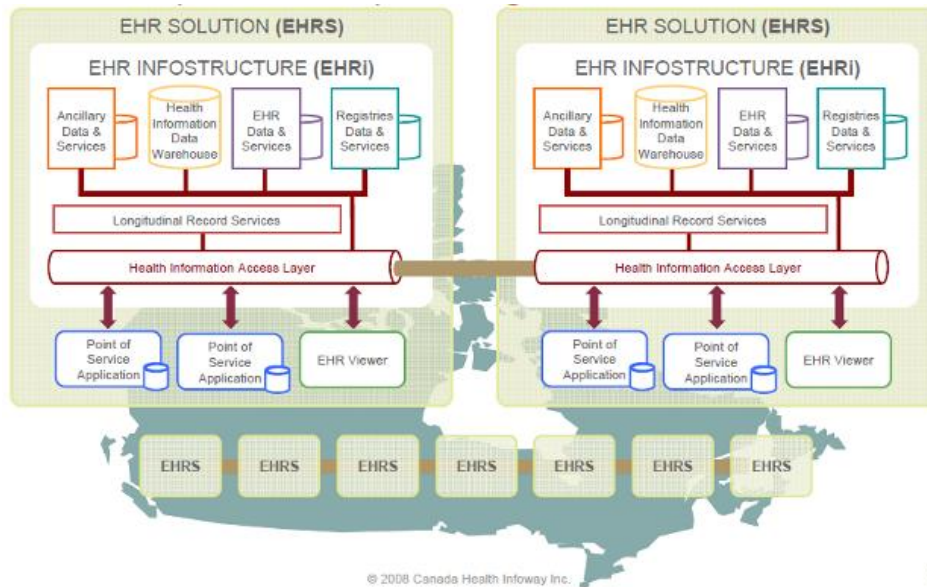 EHR SOLUTION (EHRS)
EHR INFOSTRUCTURE (EHRi)
Ancillary
Data &
Services
Health
Information
Data
Warehouse
EHR
Data &
Services
Registries
Data &
Services
Longitudinal Record Services
Health Information Access Layer
Point of
Service
Application
Point of
Service
Application
EHR Viewer
EHR SOLUTION (EHRS)
EHR INFOSTRUCTURE (EHRi)
Ancillary
Data &
Services
Health
Information
Data
Warehouse
EHR
Data &
Services
Registries
Data &
Services
Longitudinal Record Services
Health Information Access Layer
Point of
Service
Application
Point of
Service
Application
EHR Viewer
EHRS
EHRS
EHRS
EHRS
EHRS
EHRS
EHRS
© 2008 Canada Health Infoway Inc.